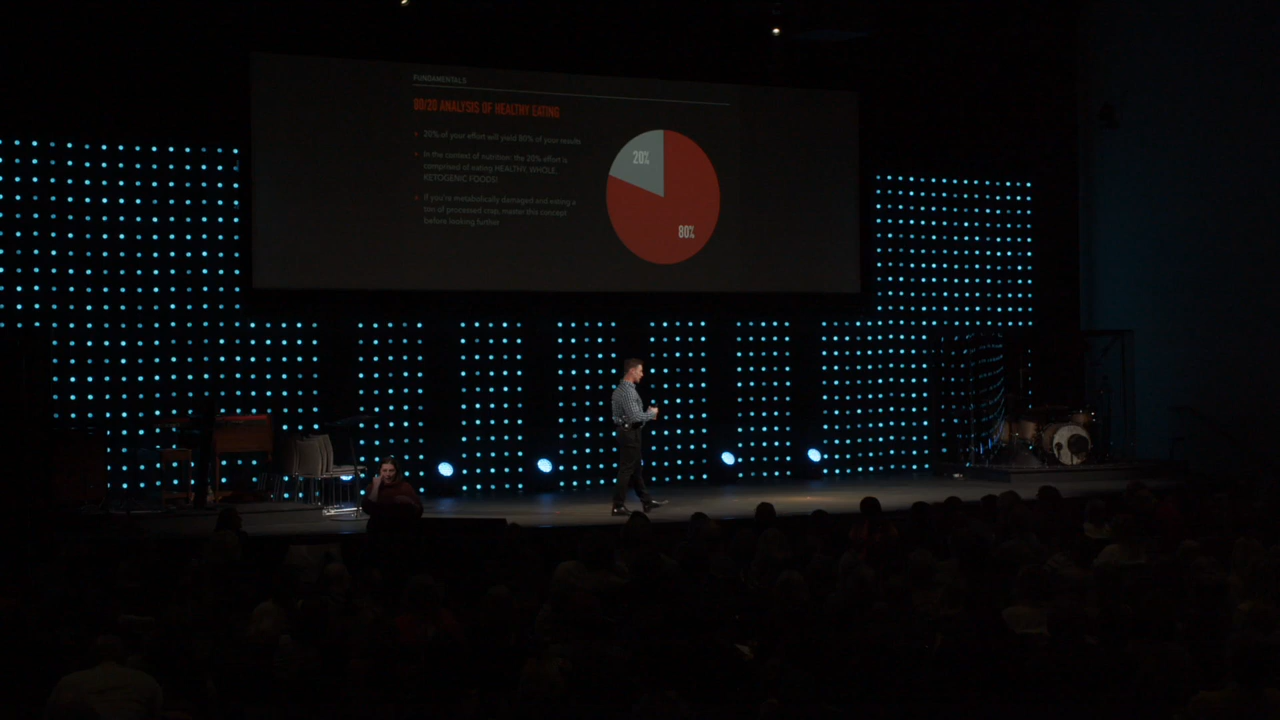 FUNDAMENTALS
80/20 ANALYSIS OF HEALTHY EATING
20% of your effort will yield 80% of your results
In the context of nutrition: the 20% effort is
comprised of eating HEALTHY, WHOLE,
KETOGENIC FOODS!
If you're metabolically damaged and eating a
ton of processed crap, master this concept
before looking further
20%
80%